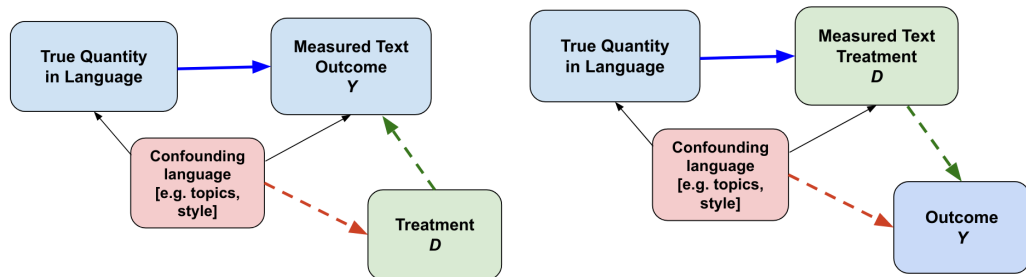 True Quantity
in Language
Measured Text
Outcome
Y
Confounding
language
[e.g. topics,
style]
Treatment
D
True Quantity
in Language
Measured Text
Treatment
D
Confounding
language
[e.g. topics,
style]
Outcome
Y